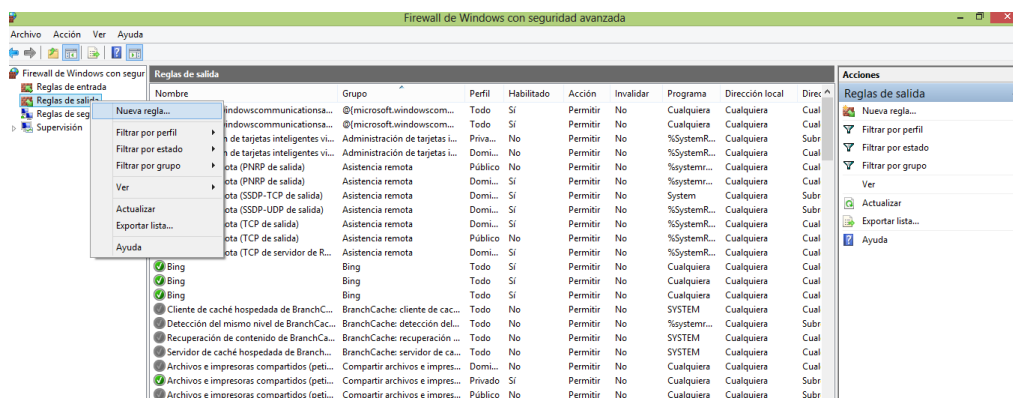 Firewall de Windows con seguridad avanzada
Archivo Acción Ver Ayuda
Firewall de Windows con segur
Reglas de entrada
Reglas de salida
Reglas de seg
Supervisión
Nueva regla...
Filtrar por perfil
Filtrar por estado
Filtrar por grupo
Ver
Actualizar
Exportar lista...
Ayuda
Reglas de salida
Nombre Grupo Perfil Habilitado Acción Invalidar Programa Dirección local Direc
indowscommunicationsa... @{microsoft.windowscom... Todo Sí Permitir No Cualquiera Cualquiera Cual
indowscommunicationsa... @{microsoft.windowscom... Todo Sí Permitir No Cualquiera Cualquiera Cual
n de tarjetas inteligentes vi... Administración de tarjetas i... Priva... No Permitir No %SystemR... Cualquiera Subr
n de tarjetas inteligentes vi... Administración de tarjetas i... Domi... No Permitir No %SystemR... Cualquiera Cual
ota (PNRP de salida) Asistencia remota Público No Permitir No %systemr... Cualquiera Cual
ota (PNRP de salida) Asistencia remota Domi... Sí Permitir No %systemr... Cualquiera Cual
ota (SSDP-TCP de salida) Asistencia remota Domi... Sí Permitir No System Cualquiera Subr
ota (SSDP-UDP de salida) Asistencia remota Domi... Sí Permitir No %SystemR... Cualquiera Subr
ota (TCP de salida) Asistencia remota Domi... Sí Permitir No %SystemR... Cualquiera Cual
ota (TCP de salida) Asistencia remota Público No Permitir No %SystemR... Cualquiera Cual
ota (TCP de servidor de R... Asistencia remota Domi... Sí Permitir No %SystemR... Cualquiera Cual
Bing Bing Todo Sí Permitir No Cualquiera Cualquiera Cual
Bing Bing Todo Sí Permitir No Cualquiera Cualquiera Cual
Bing Bing Todo Sí Permitir No Cualquiera Cualquiera Cual
Cliente de caché hospedada de BranchC... BranchCache: cliente de cac... Todo No Permitir No SYSTEM Cualquiera Cual
Detección del mismo nivel de BranchCac... BranchCache: detección del... Todo No Permitir No %systemr... Cualquiera Subr
Recuperación de contenido de BranchCa... BranchCache: recuperación ... Todo No Permitir No SYSTEM Cualquiera Cual
Servidor de caché hospedada de Branch... BranchCache: servidor de ca... Todo No Permitir No SYSTEM Cualquiera Cual
Archivos e impresoras compartidos (peti... Compartir archivos e impres... Domi... No Permitir No Cualquiera Cualquiera Cual
Archivos e impresoras compartidos (peti... Compartir archivos e impres... Privado Sí Permitir No Cualquiera Cualquiera Subr
Archivos e impresoras compartidos (peti... Compartir archivos e impres... Público No Permitir No Cualquiera Cualquiera Subr
Acciones
Reglas de salida
Nueva regla...
Filtrar por perfil
Filtrar por estado
Filtrar por grupo
Ver
Actualizar
Exportar lista...
Ayuda